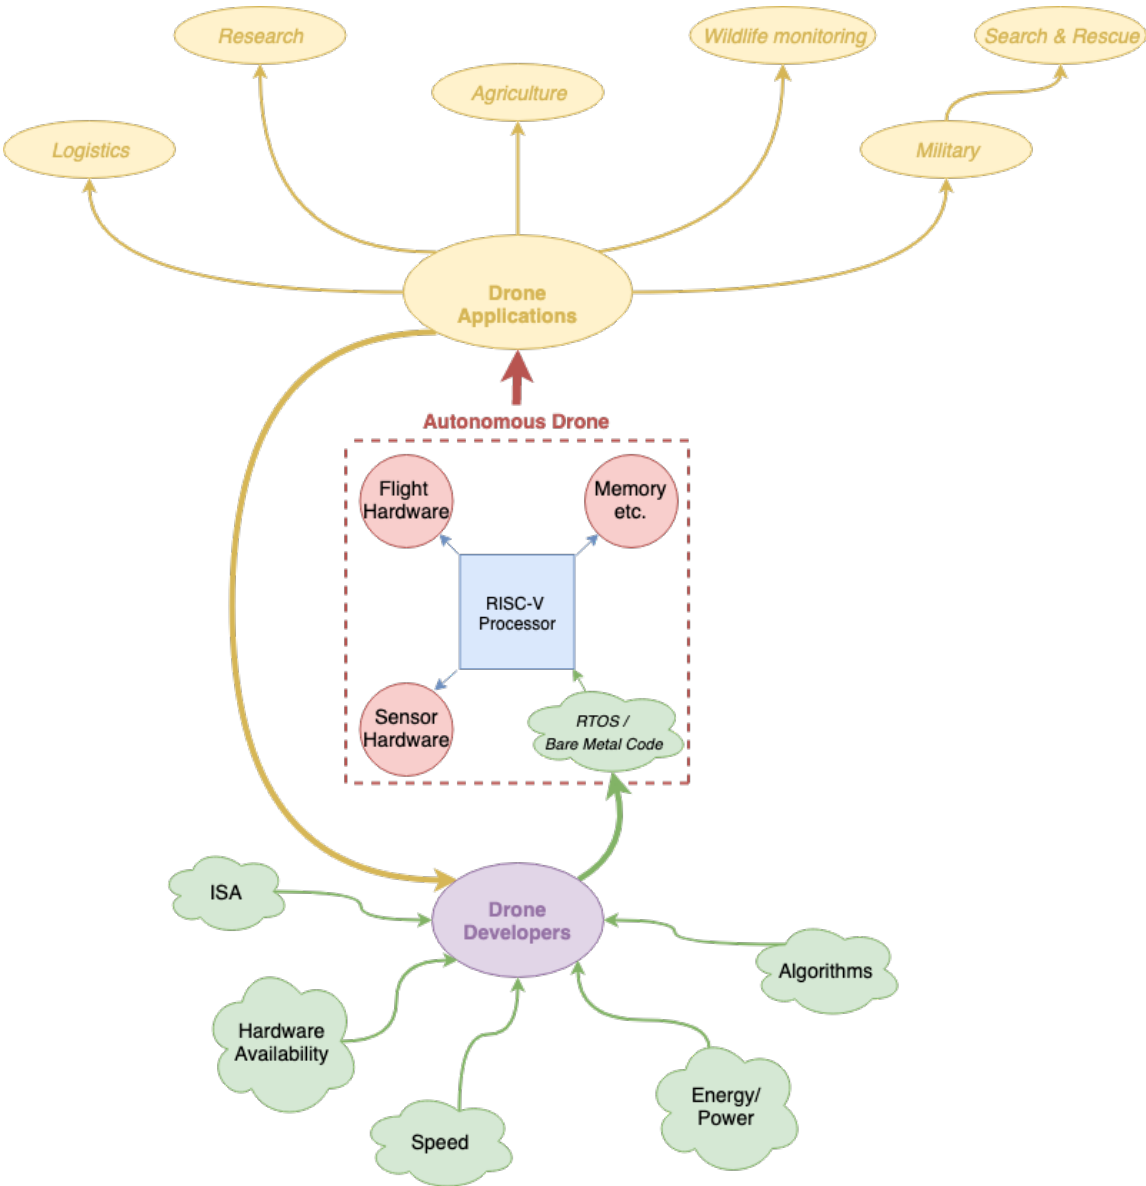 Research
Wildlife monitoring
Search & Rescue
Agriculture
Logistics
Military
Drone
Applications
Autonomous Drone
Flight
Hardware
Memory
etc.
RISC-V
Processor
Sensor
Hardware
RTOS /
Bare Metal Code
ISA
Drone
Developers
Algorithms
Hardware
Availability
Energy/
Power
Speed